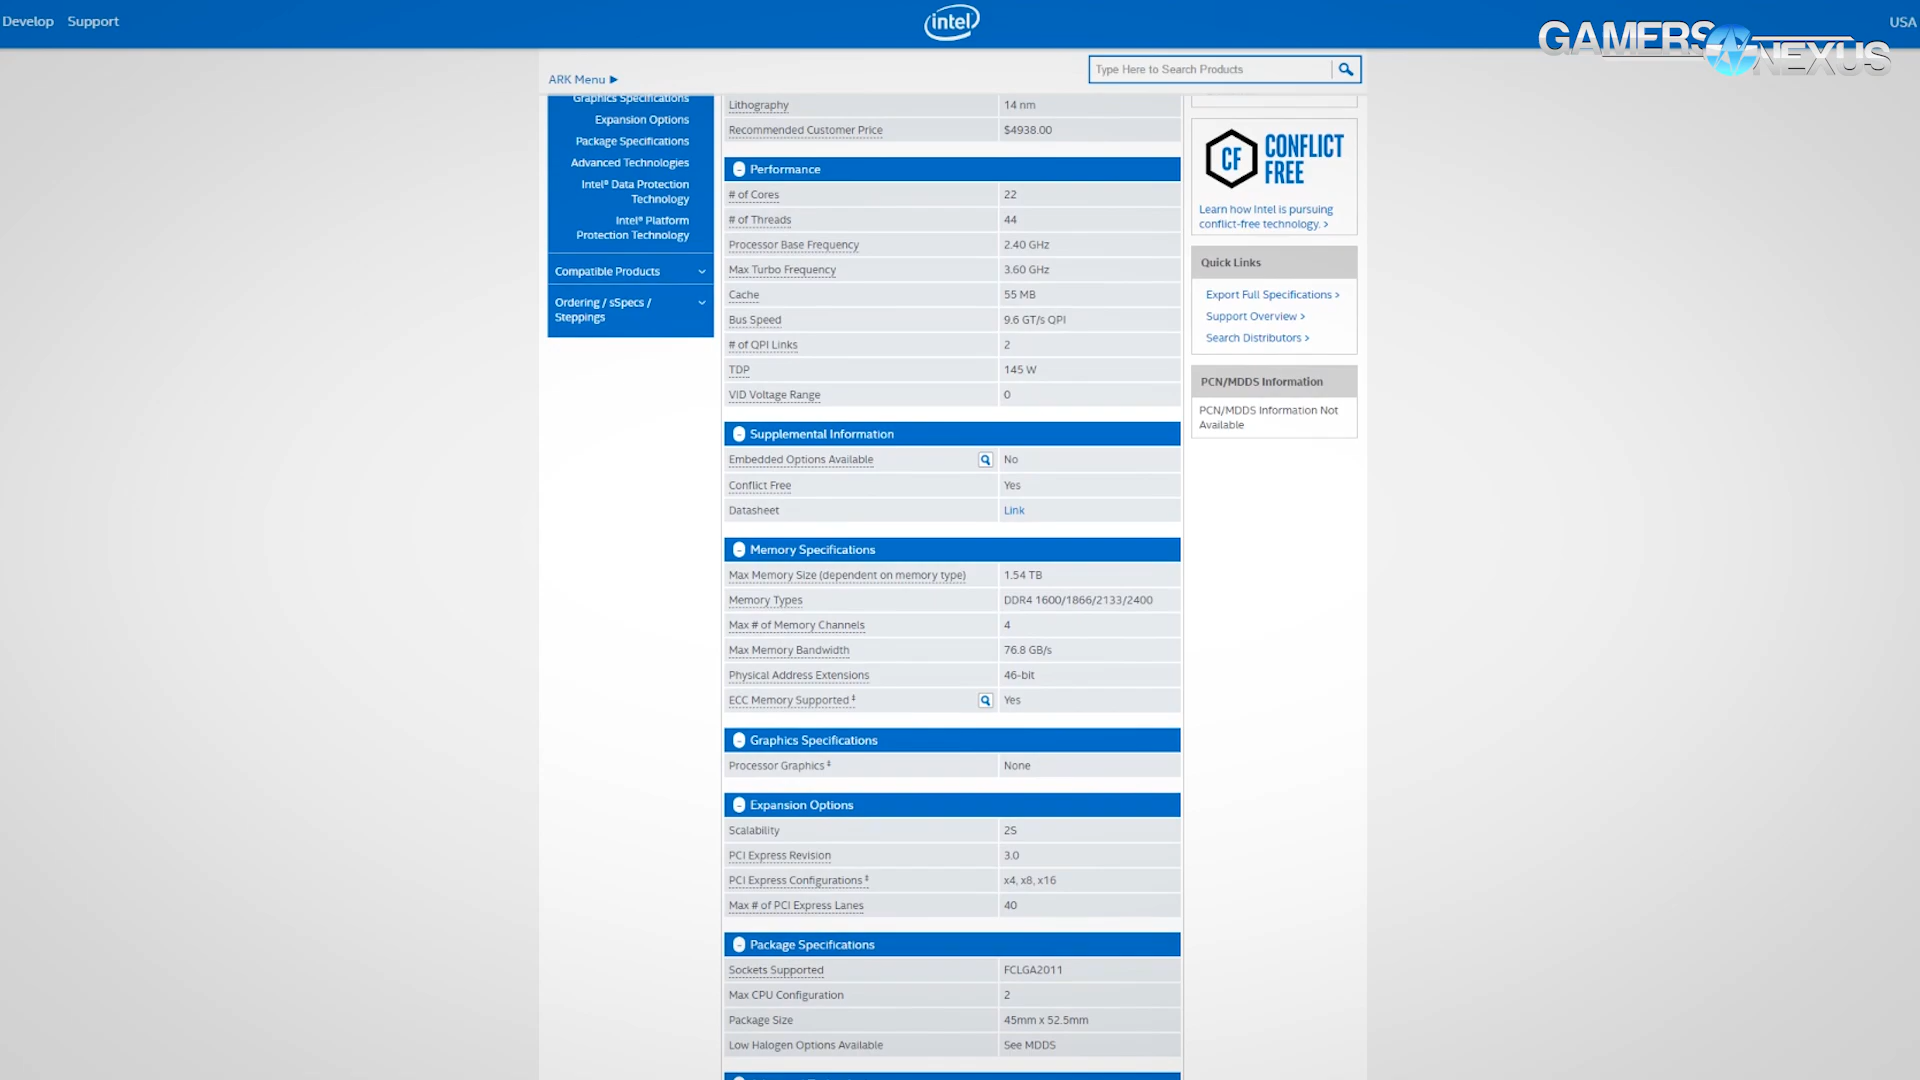 Develop Support
intel
USA
GAMERS NEXUS
ARK Menu ▶
Type Here to Search Products
Graphics Specifications
Expansion Options
Package Specifications
Advanced Technologies
Intel® Data Protection
Technology
Intel® Platform
Protection Technology
Compatible Products
Ordering / sSpecs /
Steppings
Lithography 14 nm
Recommended Customer Price $4938.00
Performance
# of Cores 22
# of Threads 44
Processor Base Frequency 2.40 GHz
Max Turbo Frequency 3.60 GHz
Cache 55 MB
Bus Speed 9.6 GT/s QPI
# of QPI Links 2
TDP 145 W
VID Voltage Range 0
Supplemental Information
Embedded Options Available No
Conflict Free Yes
Datasheet Link
Memory Specifications
Max Memory Size (dependent on memory type) 1.54 TB
Memory Types DDR4 1600/1866/2133/2400
Max # of Memory Channels 4
Max Memory Bandwidth 76.8 GB/s
Physical Address Extensions 46-bit
ECC Memory Supported ‡ Yes
Graphics Specifications
Processor Graphics ‡ None
Expansion Options
Scalability 2S
PCI Express Revision 3.0
PCI Express Configurations ‡ x4, x8, x16
Max # of PCI Express Lanes 40
Package Specifications
Sockets Supported FCLGA2011
Max CPU Configuration 2
Package Size 45mm x 52.5mm
Low Halogen Options Available See MDDS
CF CONFLICT
FREE
Learn how Intel is pursuing
conflict-free technology. >
Quick Links
Export Full Specifications >
Support Overview >
Search Distributors >
PCN/MDDS Information
PCN/MDDS Information Not
Available